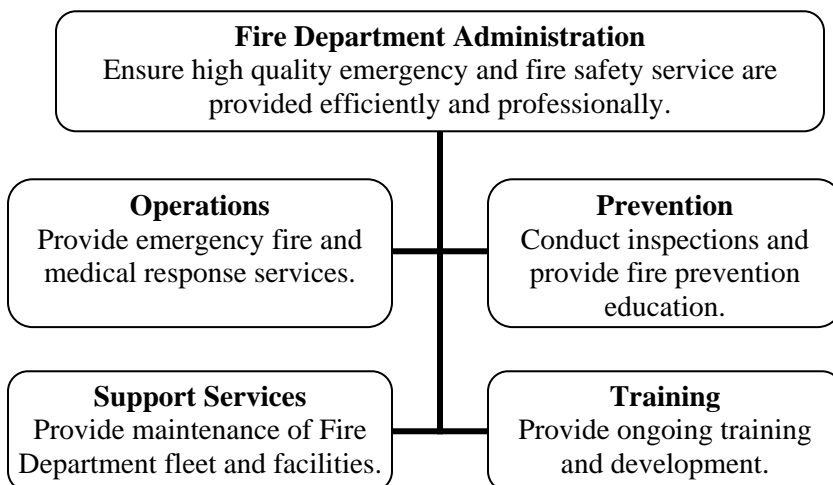 Fire Department Administration
Ensure high quality emergency and fire safety service are
provided efficiently and professionally.
Operations
Provide emergency fire and
medical response services.
Prevention
Conduct inspections and
provide fire prevention
education.
Support Services
Provide maintenance of Fire
Department fleet and facilities.
Training
Provide ongoing training
and development.